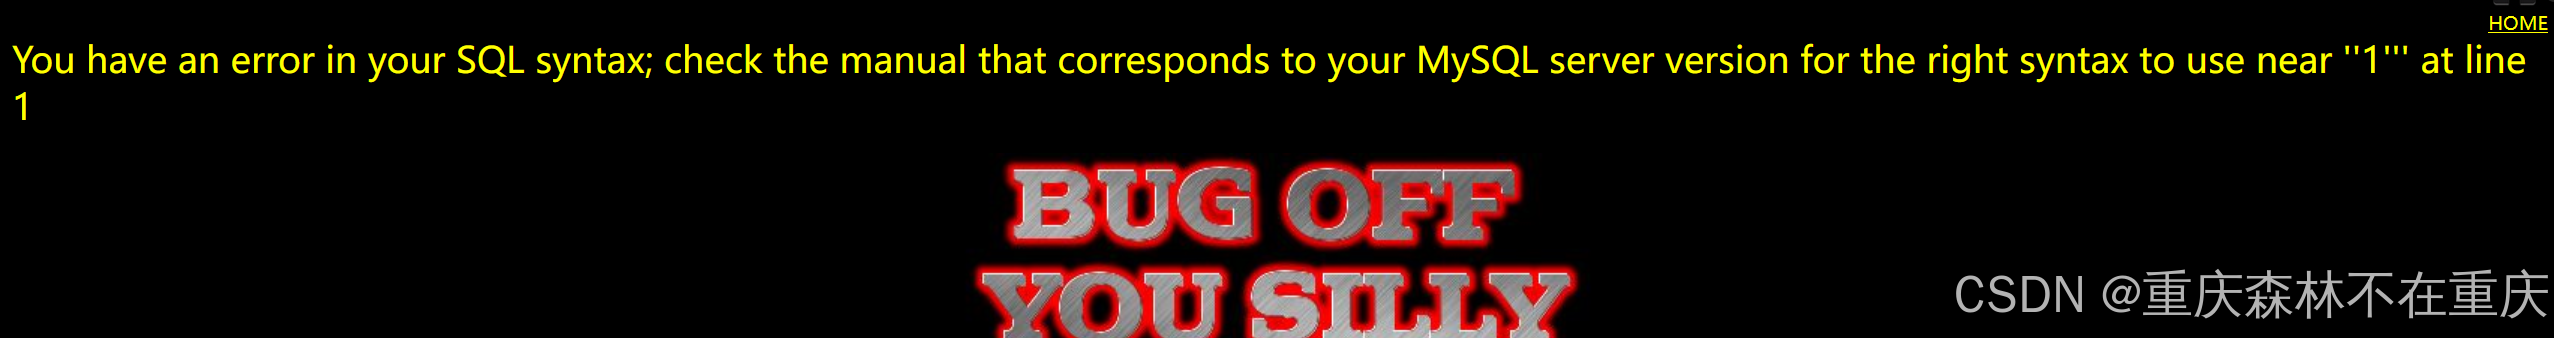 HOME
You have an error in your SQL syntax; check the manual that corresponds to your MySQL server version for the right syntax to use near ''1''' at line
1
BUG OFF
YOU SILLY
CSDN @重庆森林不在重庆